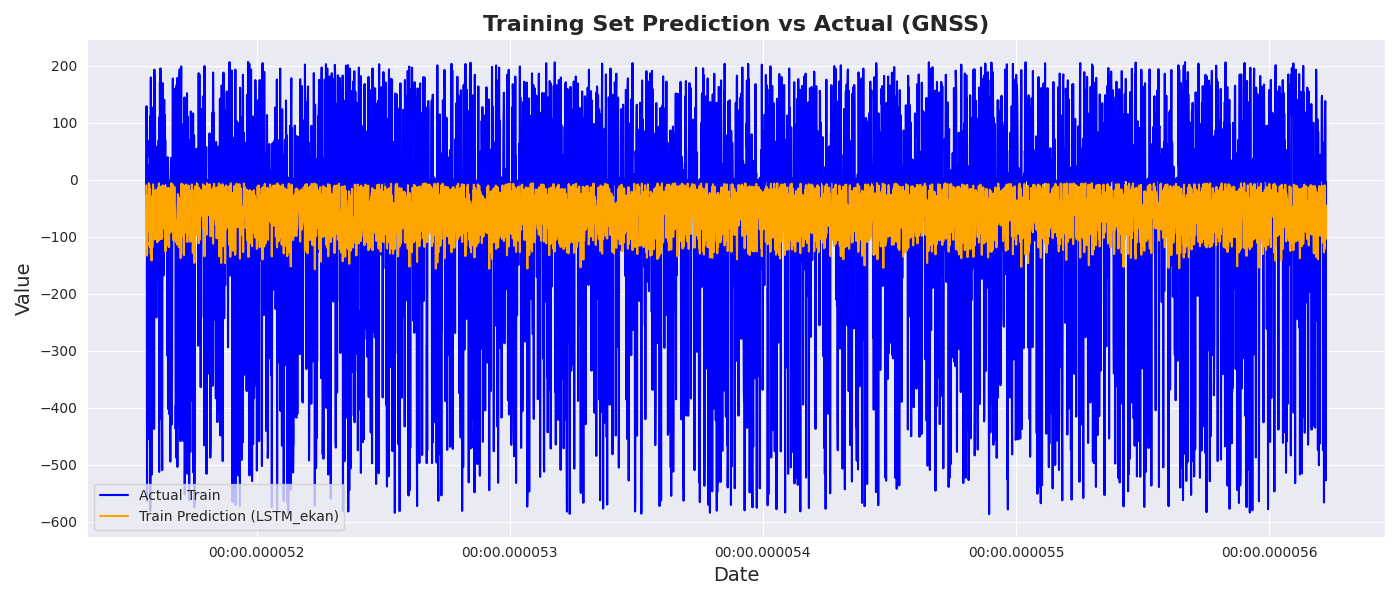 Training Set Prediction vs Actual (GNSS)
Value
200
100
0
−100
−200
−300
−400
−500
−600
Actual Train
Train Prediction (LSTM_ekan)
00:00.000052
00:00.000053
00:00.000054
00:00.000055
00:00.000056
Date